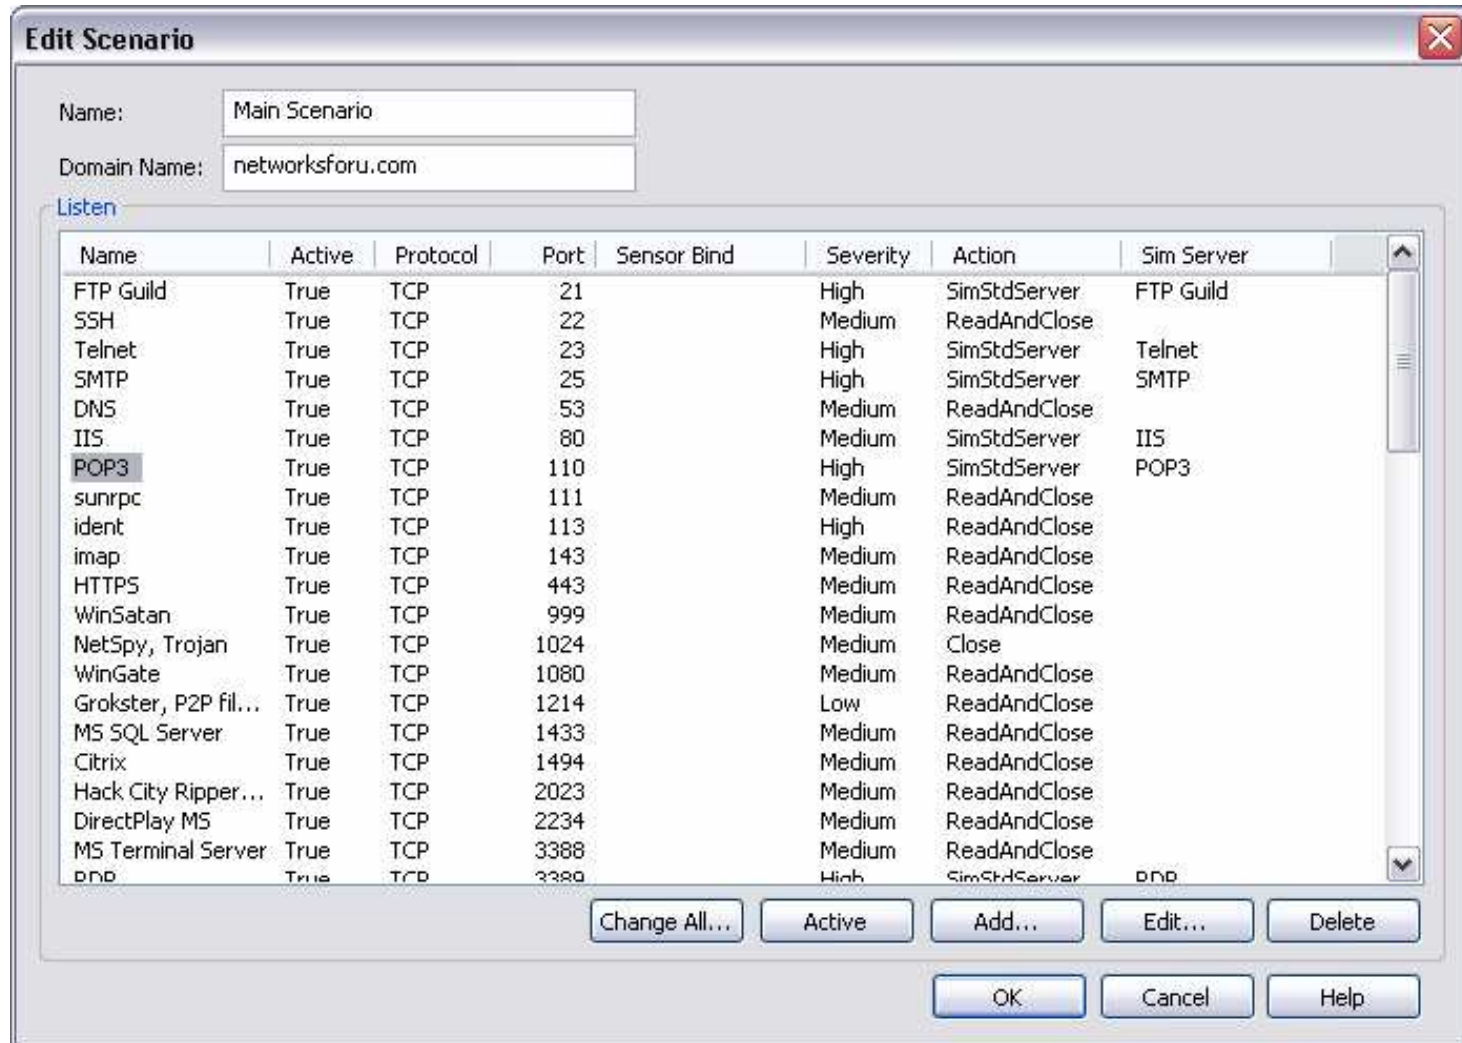 Edit Scenario
Name: Main Scenario
Domain Name: networksforu.com
Listen
Name Active Protocol Port Sensor Bind Severity Action Sim Server
FTP Guild True TCP 21 High SimStdServer FTP Guild
SSH True TCP 22 Medium ReadAndClose
Telnet True TCP 23 High SimStdServer Telnet
SMTP True TCP 25 High SimStdServer SMTP
DNS True TCP 53 Medium ReadAndClose
IIS True TCP 80 Medium SimStdServer IIS
POP3 True TCP 110 High SimStdServer POP3
sunrpc True TCP 111 Medium ReadAndClose
ident True TCP 113 High ReadAndClose
imap True TCP 143 Medium ReadAndClose
HTTPS True TCP 443 Medium ReadAndClose
WinSatan True TCP 999 Medium ReadAndClose
NetSpy, Trojan True TCP 1024 Medium Close
WinGate True TCP 1080 Medium ReadAndClose
Grokster, P2P fil... True TCP 1214 Low ReadAndClose
MS SQL Server True TCP 1433 Medium ReadAndClose
Citrix True TCP 1494 Medium ReadAndClose
Hack City Ripper... True TCP 2023 Medium ReadAndClose
DirectPlay MS True TCP 2234 Medium ReadAndClose
MS Terminal Server True TCP 3388 Medium ReadAndClose
RDP True TCP 3389 High SimStdServer RDP
Change All... Active Add... Edit... Delete
OK Cancel Help